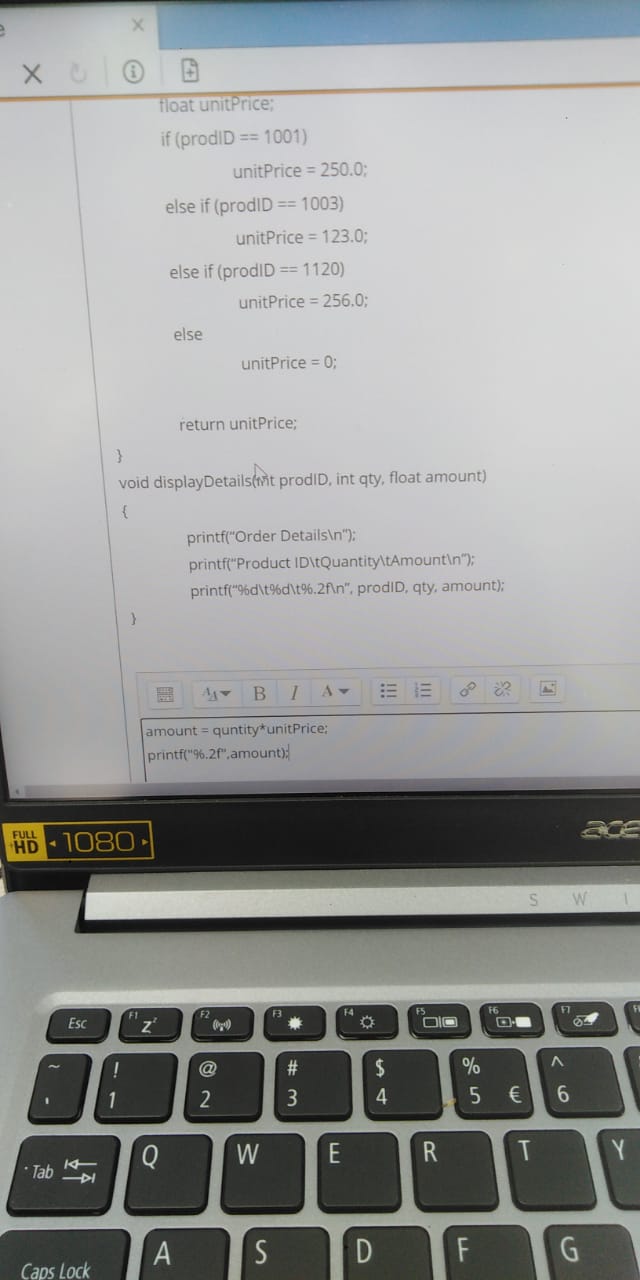 float unitPrice;
if (prodID == 1001)
unitPrice = 250.0;
else if (prodID == 1003)
unitPrice = 123.0;
else if (prodID == 1120)
unitPrice = 256.0;
else
unitPrice = 0;
return unitPrice;
}
void displayDetails(int prodID, int qty, float amount)
{
printf(“Order Details\n”);
printf(“Product ID\tQuantity\tAmount\n”);
printf(“%d\t%d\t%.2f\n”, prodID, qty, amount);
}
B I A
amount = quntity*unitPrice;
printf("%.2f",amount);
FULL HD 1080
ace
S W I
Esc F1 Z F2 F3 F4 F5 F6 F7
~ ! @ # $ % ^
1 2 3 4 5 € 6
Tab Q W E R T Y
Caps Lock A S D F G